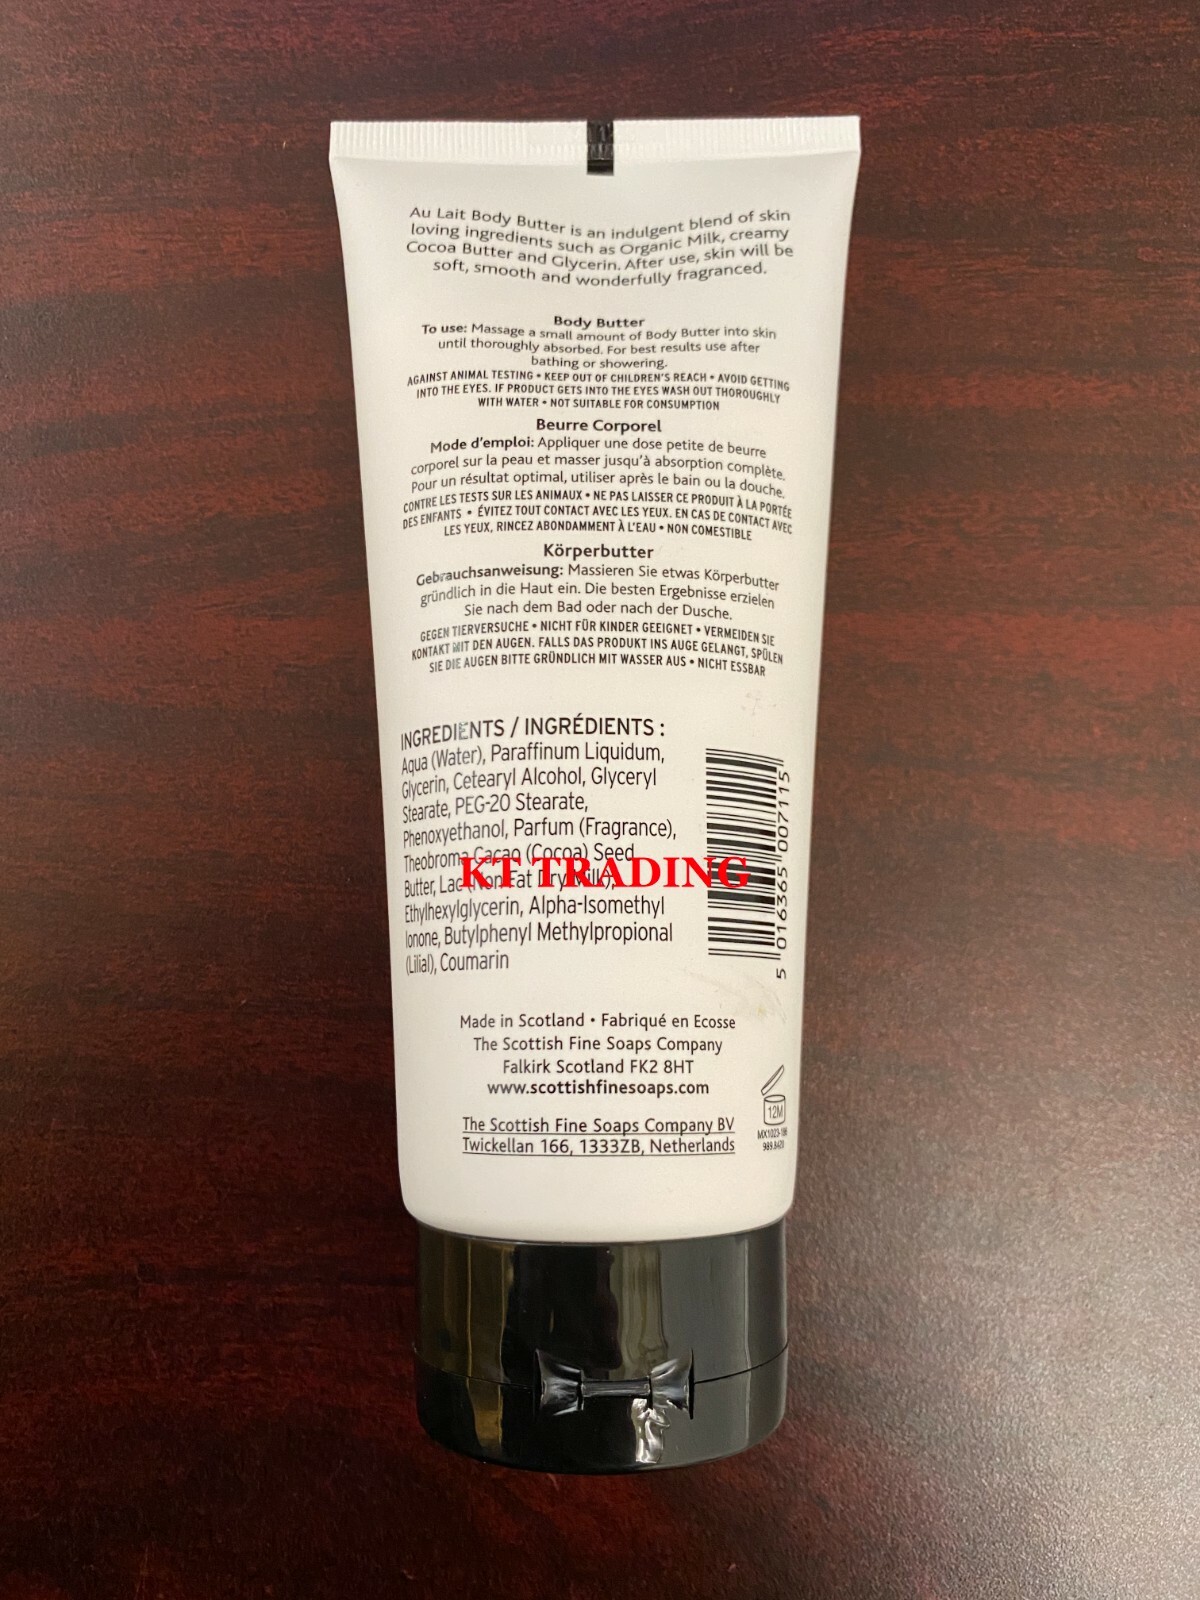 Au Lait Body Butter is an indulgent blend of skin
loving ingredients such as Organic Milk, creamy
Cocoa Butter and Glycerin. After use, skin will be
soft, smooth and wonderfully fragranced.
Body Butter
To use: Massage a small amount of Body Butter into skin
until thoroughly absorbed. For best results use after
bathing or showering.
AGAINST ANIMAL TESTING • KEEP OUT OF CHILDREN'S REACH • AVOID GETTING
INTO THE EYES. IF PRODUCT GETS INTO THE EYES WASH OUT THOROUGHLY
WITH WATER • NOT SUITABLE FOR CONSUMPTION
Beurre Corporel
Mode d'emploi: Appliquer une dose petite de beurre
corporel sur la peau et masser jusqu'à absorption complète.
Pour un résultat optimal, utiliser après le bain ou la douche.
CONTRE LES TESTS SUR LES ANIMAUX • NE PAS LAISSER CE PRODUIT À LA PORTÉE
DES ENFANTS • ÉVITEZ TOUT CONTACT AVEC LES YEUX. EN CAS DE CONTACT AVEC
LES YEUX, RINCEZ ABONDAMMENT À L'EAU • NON COMESTIBLE
Körperbutter
Gebrauchsanweisung: Massieren Sie etwas Körperbutter
gründlich in die Haut ein. Die besten Ergebnisse erzielen
Sie nach dem Bad oder nach der Dusche.
GEGEN TIERVERSUCHE • NICHT FÜR KINDER GEEIGNET • VERMEIDEN SIE
KONTAKT MIT DEN AUGEN. FALLS DAS PRODUKT INS AUGE GELANGT, SPÜLEN
SIE DIE AUGEN BITTE GRÜNDLICH MIT WASSER AUS • NICHT ESSBAR
INGREDIENTS / INGRÉDIENTS :
Aqua (Water), Paraffinum Liquidum,
Glycerin, Cetearyl Alcohol, Glyceryl
Stearate, PEG-20 Stearate,
Phenoxyethanol, Parfum (Fragrance),
Theobroma Cacao (Cocoa) Seed
Butter, Lac (Non Fat Dry Milk),
Ethylhexylglycerin, Alpha-Isomethyl
Ionone, Butylphenyl Methylpropional
(Lilial), Coumarin
KT TRADING
5 016365 007115
Made in Scotland • Fabriqué en Ecosse
The Scottish Fine Soaps Company
Falkirk Scotland FK2 8HT
www.scottishfinesoaps.com
The Scottish Fine Soaps Company BV
Twickellan 166, 1333ZB, Netherlands
12M